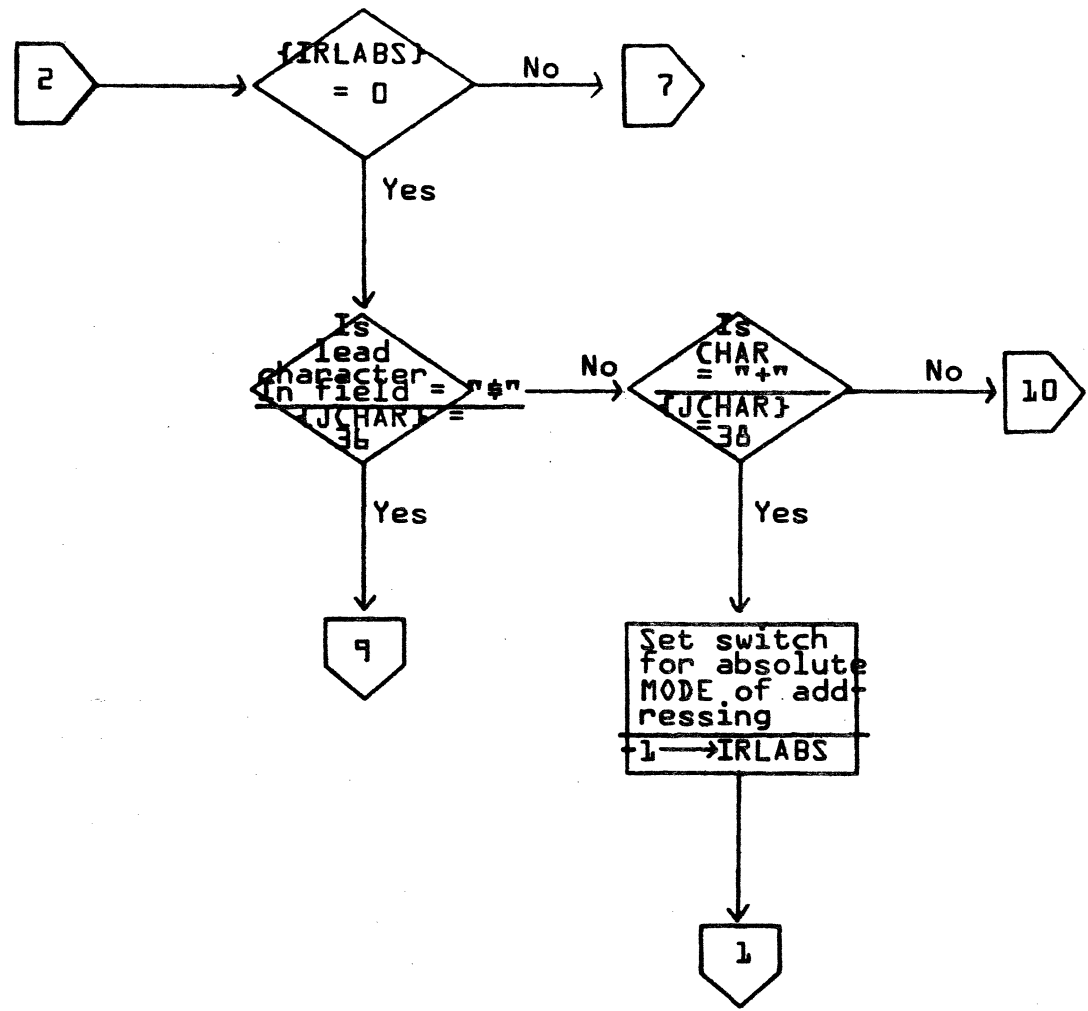 2
{IRLABS}
= 0
No
7
Yes
Is
lead
character
in field = "$"
{JCHAR} =
36
No
Is
CHAR
= "+"
{JCHAR}
=
38
No
10
Yes
9
Yes
Set switch
for absolute
MODE of add-
ressing
-1→IRLABS
1